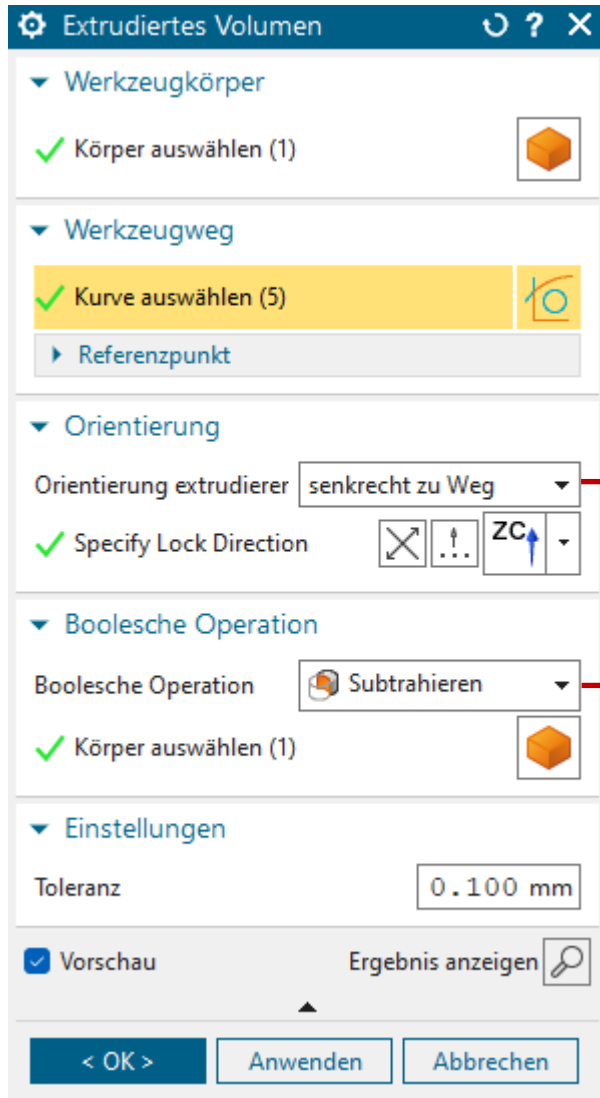 Extrudiertes Volumen
Werkzeugkörper
Körper auswählen (1)
Werkzeugweg
Kurve auswählen (5)
Referenzpunkt
Orientierung
Orientierung extrudierer senkrecht zu Weg
Specify Lock Direction ZC
Boolesche Operation
Boolesche Operation Subtrahieren
Körper auswählen (1)
Einstellungen
Toleranz 0.100 mm
Vorschau Ergebnis anzeigen
< OK > Anwenden Abbrechen